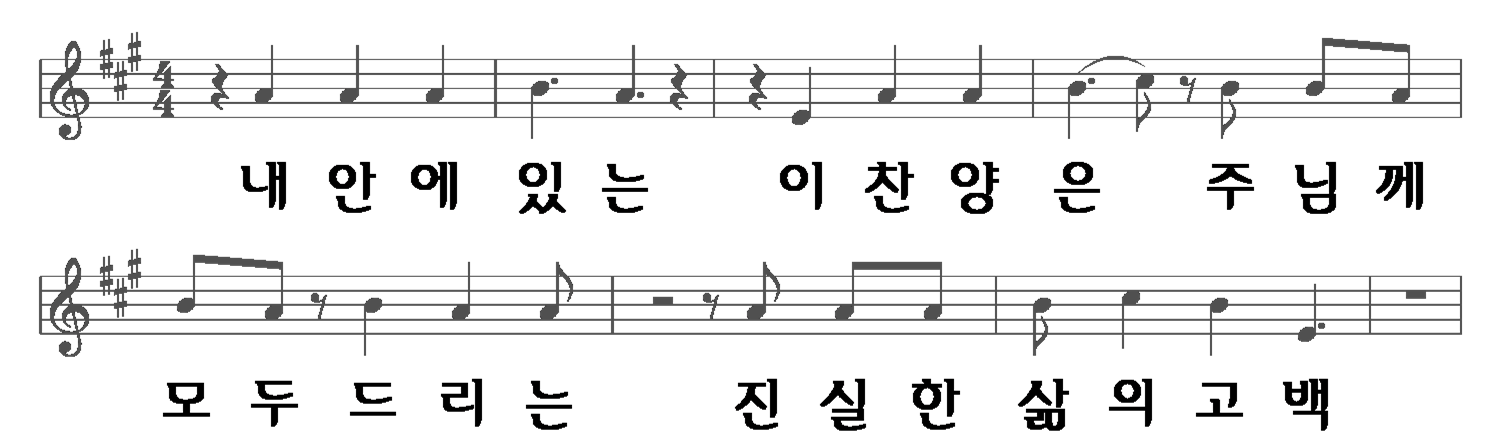 내 안 에 있 는 이 찬 양 은 주 님 께
모 두 드 리 는 진 실 한 삶 의 고 백